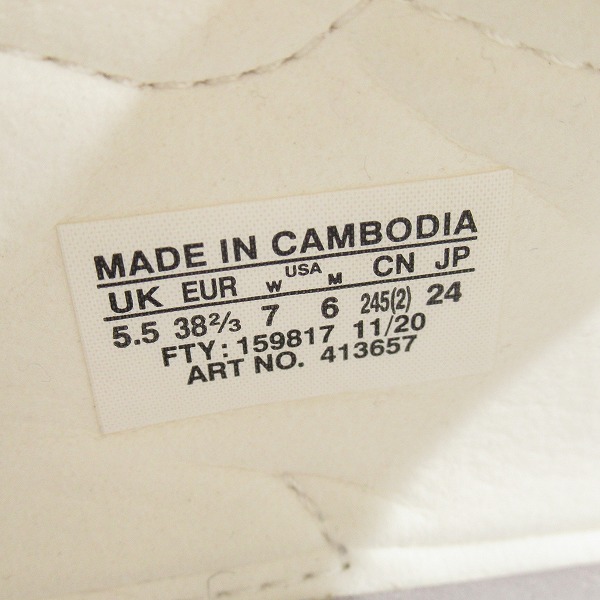 MADE IN CAMBODIA
UK EUR W USA M CN JP
5.5 38⅔ 7 6 245(2) 24
FTY: 159817 11/20
ART NO. 413657